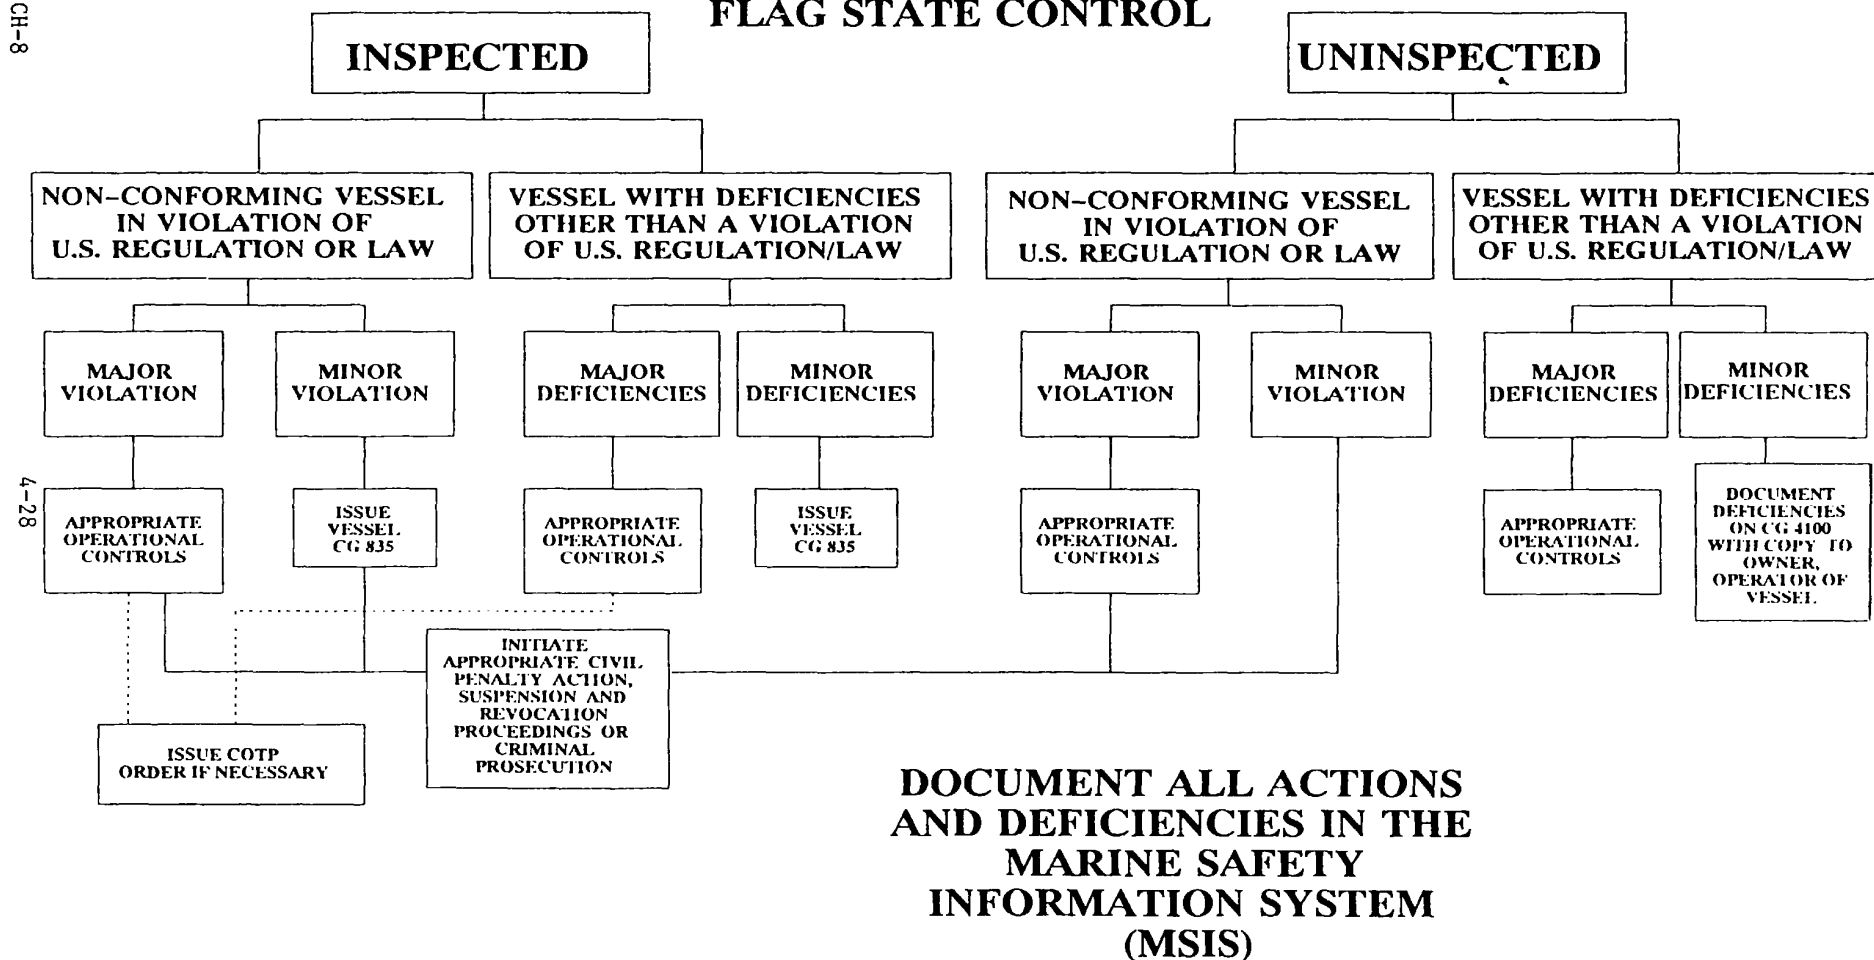 CH-8
FLAG STATE CONTROL
INSPECTED
UNINSPECTED
NON-CONFORMING VESSEL
IN VIOLATION OF
U.S. REGULATION OR LAW
VESSEL WITH DEFICIENCIES
OTHER THAN A VIOLATION
OF U.S. REGULATION/LAW
NON-CONFORMING VESSEL
IN VIOLATION OF
U.S. REGULATION OR LAW
VESSEL WITH DEFICIENCIES
OTHER THAN A VIOLATION
OF U.S. REGULATION/LAW
MAJOR
VIOLATION
MINOR
VIOLATION
MAJOR
DEFICIENCIES
MINOR
DEFICIENCIES
MAJOR
VIOLATION
MINOR
VIOLATION
MAJOR
DEFICIENCIES
MINOR
DEFICIENCIES
4-28
APPROPRIATE
OPERATIONAL
CONTROLS
ISSUE
VESSEL
CG 835
APPROPRIATE
OPERATIONAL
CONTROLS
ISSUE
VESSEL
CG 835
APPROPRIATE
OPERATIONAL
CONTROLS
APPROPRIATE
OPERATIONAL
CONTROLS
DOCUMENT
DEFICIENCIES
ON CG 4100
WITH COPY TO
OWNER,
OPERATOR OF
VESSEL
INITIATE
APPROPRIATE CIVIL
PENALTY ACTION,
SUSPENSION AND
REVOCATION
PROCEEDINGS OR
CRIMINAL
PROSECUTION
ISSUE COTP
ORDER IF NECESSARY
DOCUMENT ALL ACTIONS
AND DEFICIENCIES IN THE
MARINE SAFETY
INFORMATION SYSTEM
(MSIS)